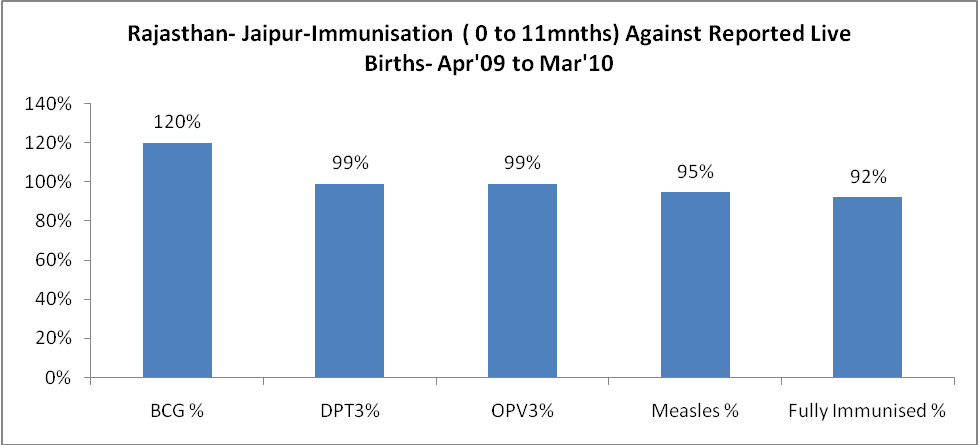 Rajasthan- Jaipur-Immunisation ( 0 to 11mnths) Against Reported Live
Births- Apr'09 to Mar'10
140%
120%
100%
80%
60%
40%
20%
0%
120%
99%
99%
95%
92%
BCG %
DPT3%
OPV3%
Measles %
Fully Immunised %